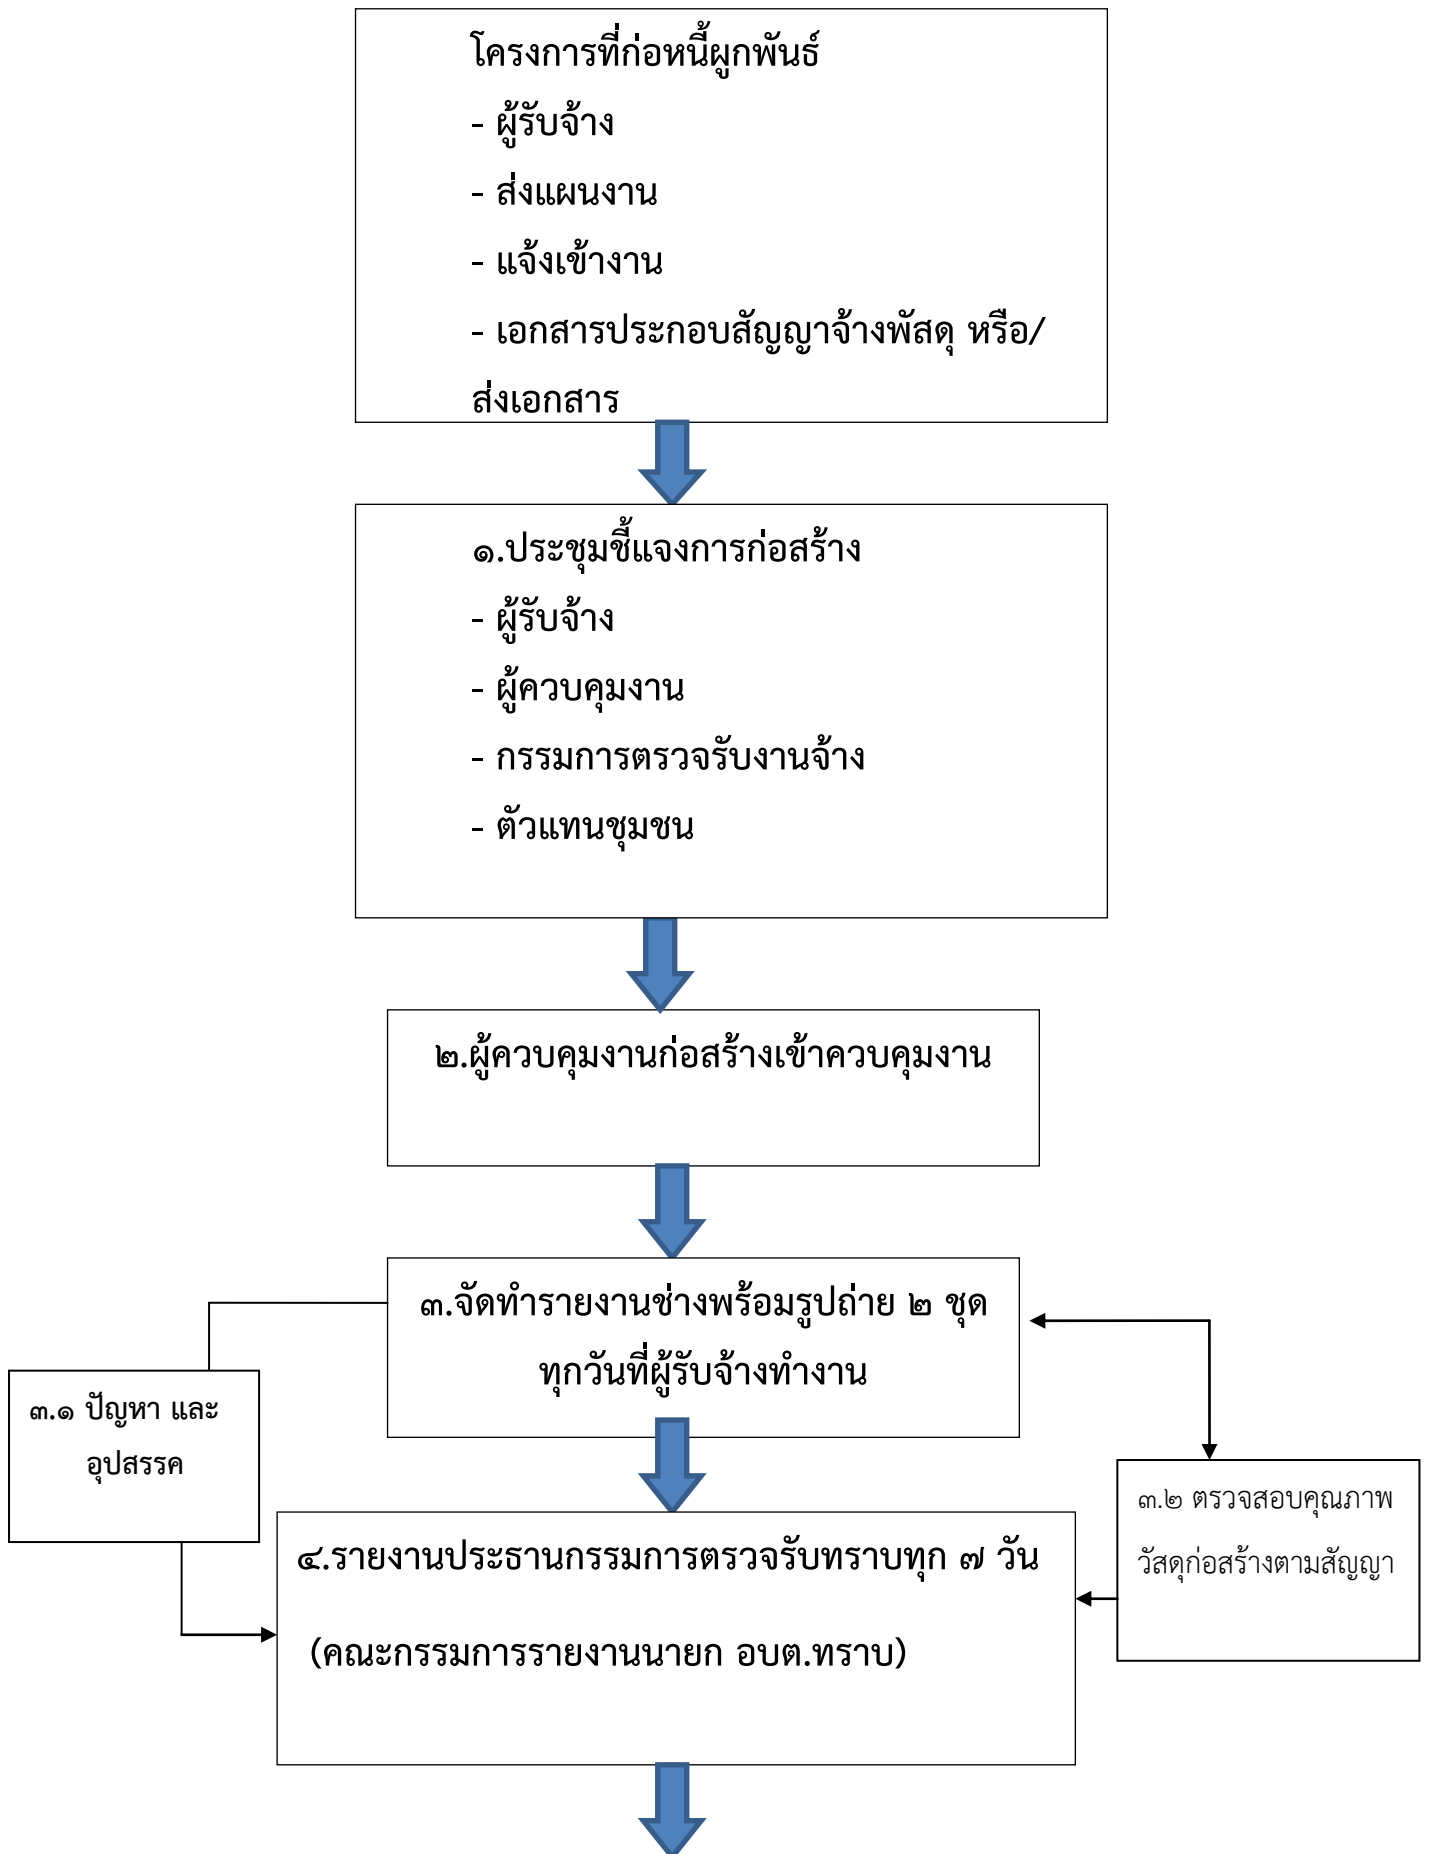 โครงการที่ก่อหนี้ผูกพันธ์
- ผู้รับจ้าง
- ส่งแผนงาน
- แจ้งเข้างาน
- เอกสารประกอบสัญญาจ้างพัสดุ หรือ/
ส่งเอกสาร
๑.ประชุมชี้แจงการก่อสร้าง
- ผู้รับจ้าง
- ผู้ควบคุมงาน
- กรรมการตรวจรับงานจ้าง
- ตัวแทนชุมชน
๒.ผู้ควบคุมงานก่อสร้างเข้าควบคุมงาน
๓.จัดทำรายงานช่างพร้อมรูปถ่าย ๒ ชุด
ทุกวันที่ผู้รับจ้างทำงาน
๓.๑ ปัญหา และ
อุปสรรค
๓.๒ ตรวจสอบคุณภาพ
วัสดุก่อสร้างตามสัญญา
๔.รายงานประธานกรรมการตรวจรับทราบทุก ๗ วัน
(คณะกรรมการรายงานนายก อบต.ทราบ)